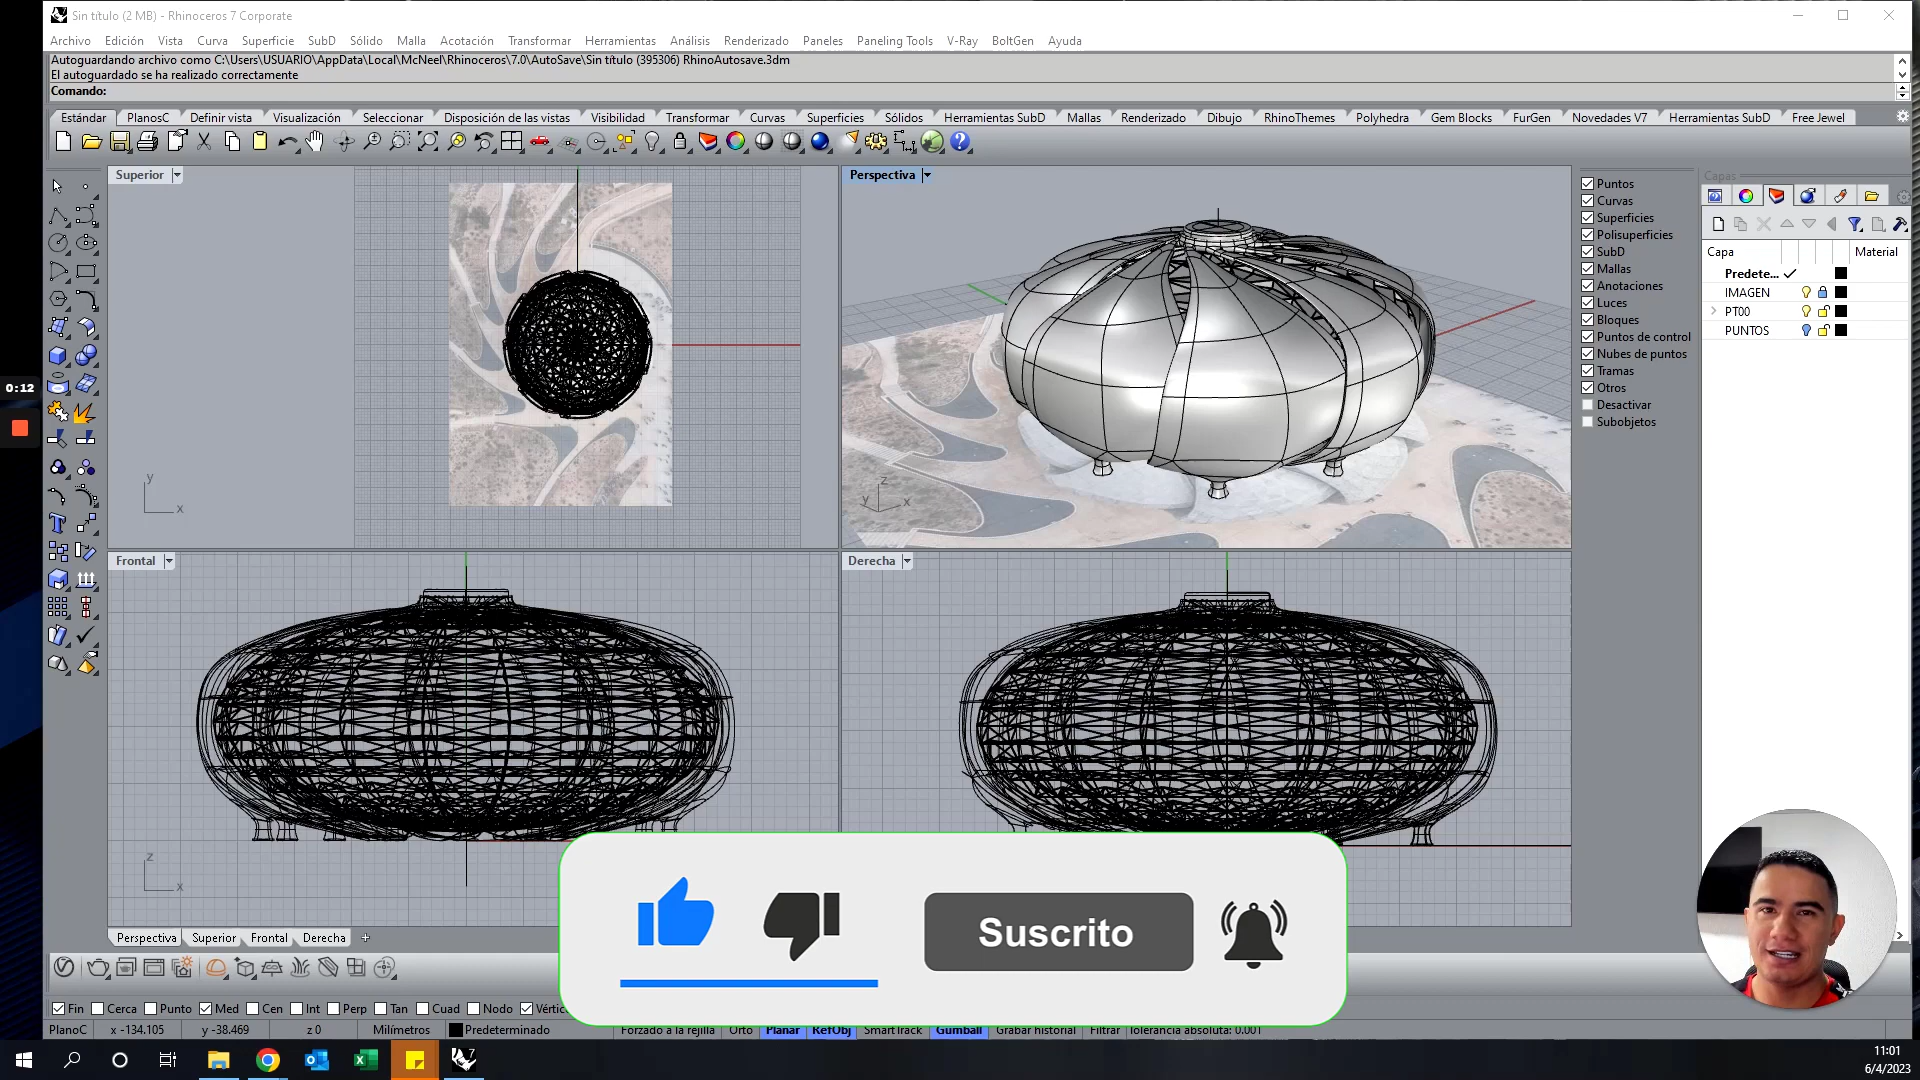 Sin título (2 MB) - Rhinoceros 7 Corporate
Archivo Edición Vista Curva Superficie SubD Sólido Malla Acotación Transformar Herramientas Análisis Renderizado Paneles Paneling Tools V-Ray BoltGen Ayuda
Autoguardando archivo como C:\Users\USUARIO\AppData\Local\McNeel\Rhinoceros\7.0\AutoSave\Sin título (395306) RhinoAutosave.3dm
El autoguardado se ha realizado correctamente
Comando:
Estándar PlanosC Definir vista Visualización Seleccionar Disposición de las vistas Visibilidad Transformar Curvas Superficies Sólidos Herramientas SubD Mallas Renderizado Dibujo RhinoThemes Polyhedra Gem Blocks FurGen Novedades V7 Herramientas SubD Free Jewel
Superior
Perspectiva
Capas
Puntos
Curvas
Superficies
Polisuperficies
SubD
Mallas
Anotaciones
Luces
Bloques
Puntos de control
Nubes de puntos
Tramas
Otros
Desactivar
Subobjetos
Capa Material
Predete...
IMAGEN
PT00
PUNTOS
0:12
y
x
z
y
x
Frontal
Derecha
z
x
Suscrito
Perspectiva Superior Frontal Derecha
Fin Cerca Punto Med Cen Int Perp Tan Cuad Nodo
PlanoC x -134.105 y -38.469 z 0 Milímetros Predeterminado Forzado a la rejilla Orto Planar RefObj SmartTrack Gumball Grabar historial Filtrar Tolerancia absoluta: 0.001
7
11:01
6/4/2023